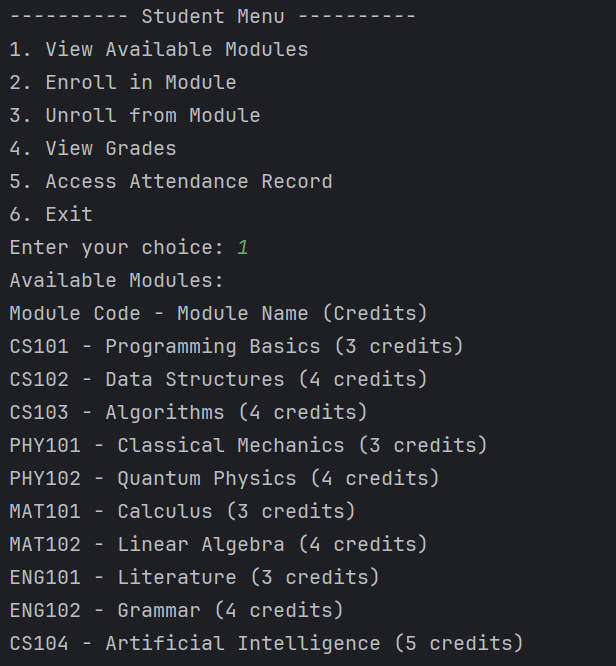 ---------- Student Menu ----------
1. View Available Modules
2. Enroll in Module
3. Unroll from Module
4. View Grades
5. Access Attendance Record
6. Exit
Enter your choice: 1
Available Modules:
Module Code - Module Name (Credits)
CS101 - Programming Basics (3 credits)
CS102 - Data Structures (4 credits)
CS103 - Algorithms (4 credits)
PHY101 - Classical Mechanics (3 credits)
PHY102 - Quantum Physics (4 credits)
MAT101 - Calculus (3 credits)
MAT102 - Linear Algebra (4 credits)
ENG101 - Literature (3 credits)
ENG102 - Grammar (4 credits)
CS104 - Artificial Intelligence (5 credits)